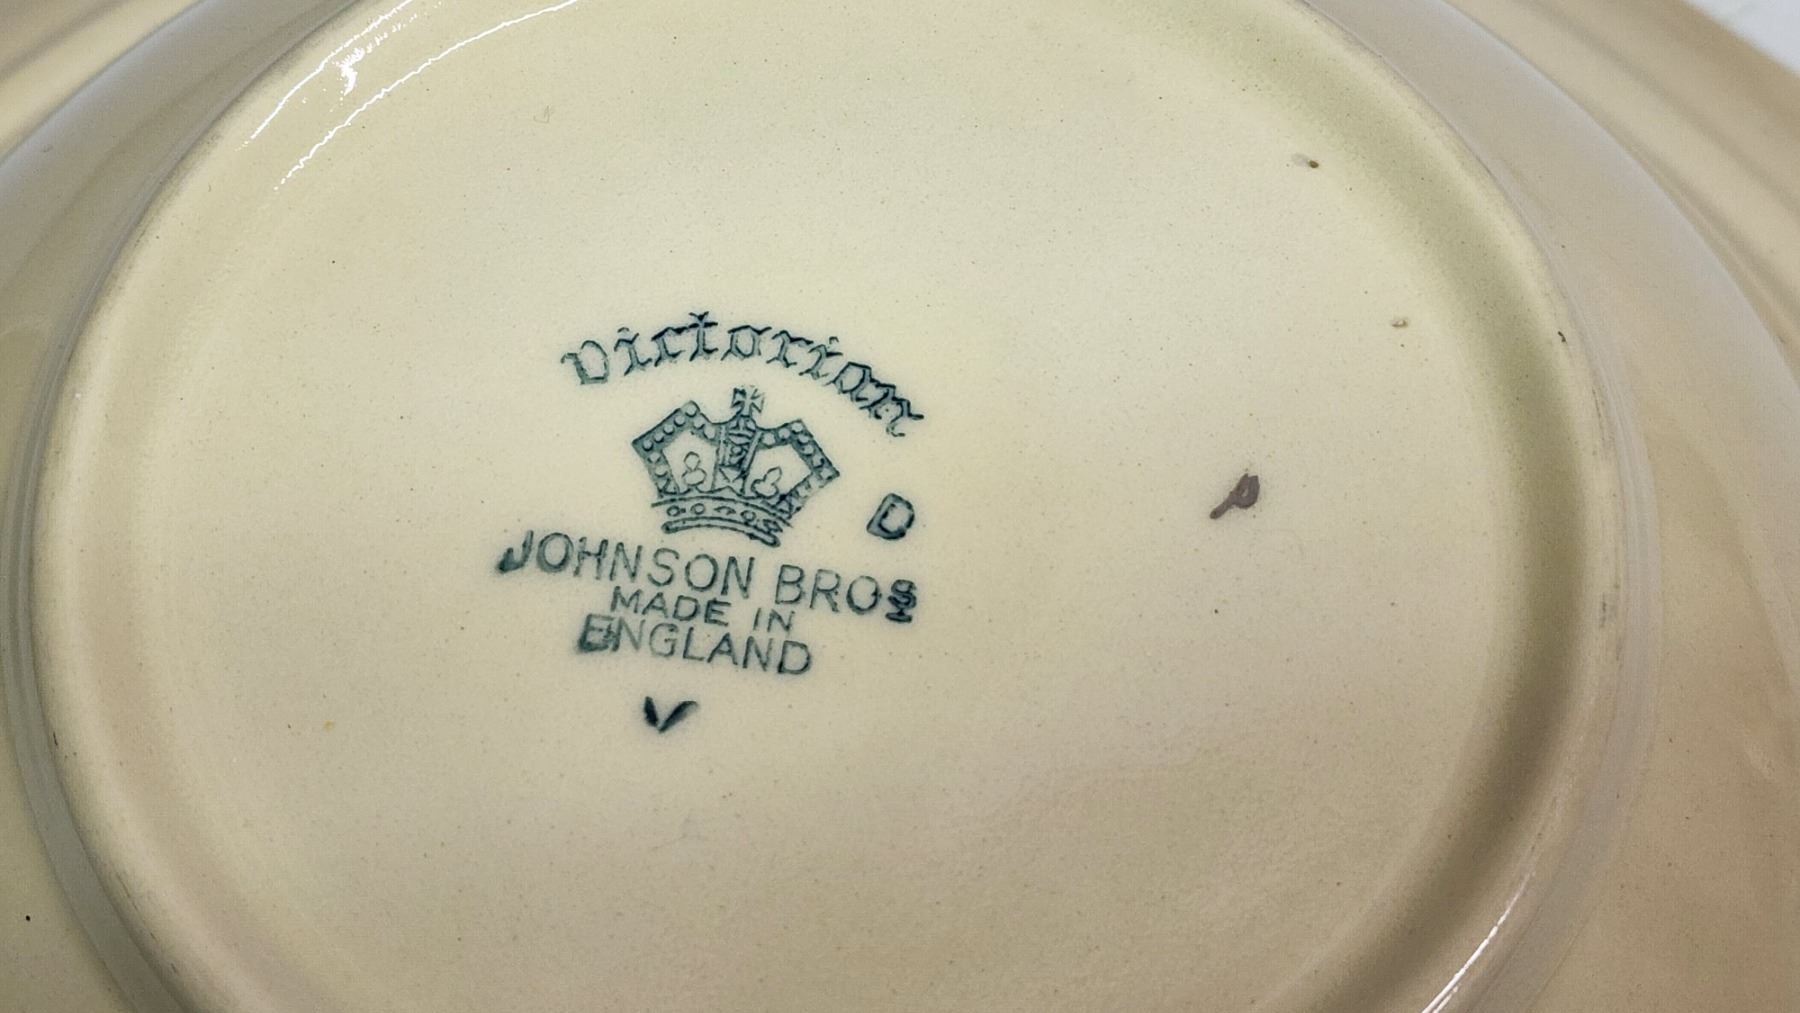 Victorian
D
JOHNSON BROS
MADE IN
ENGLAND